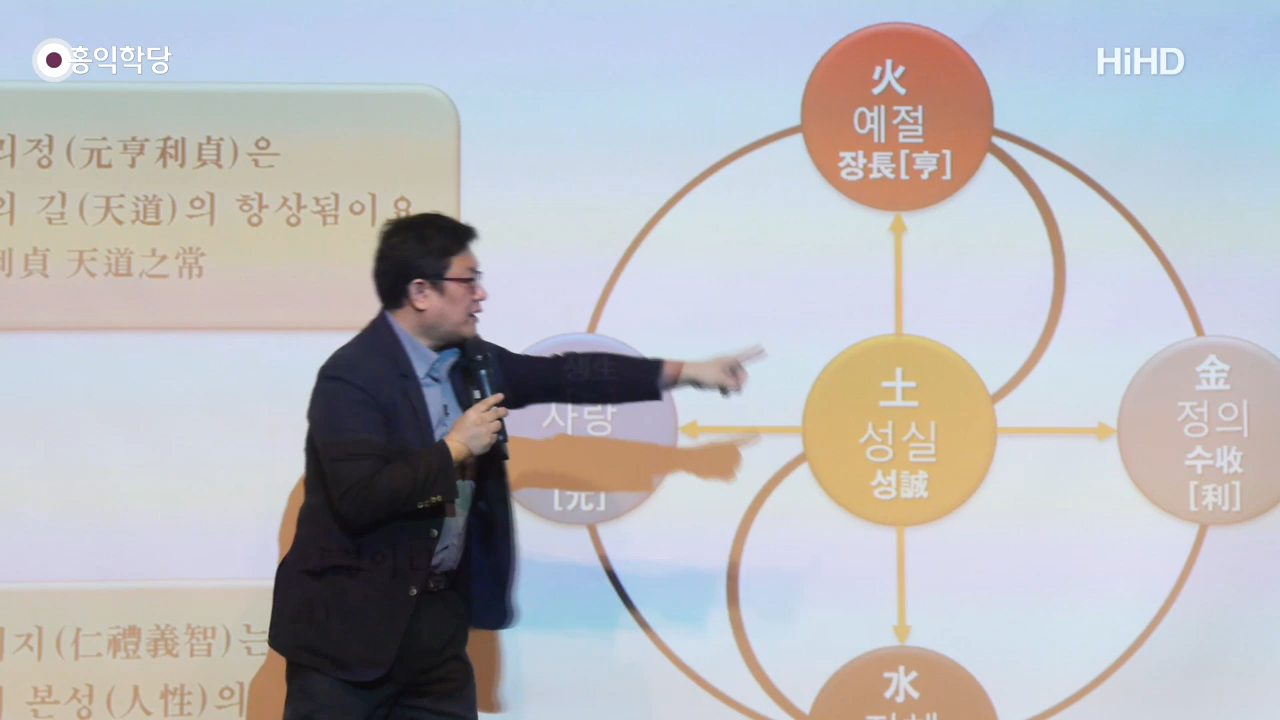 홍익학당
HiHD
리정(元亨利貞)은
의 길(天道)의 항상됨이요
利貞 天道之常
火
예절
장長[亨]
사랑
[元]
土
성실
성誠
金
정의
수收
[利]
水
지(仁禮義智)는
본성(人性)의